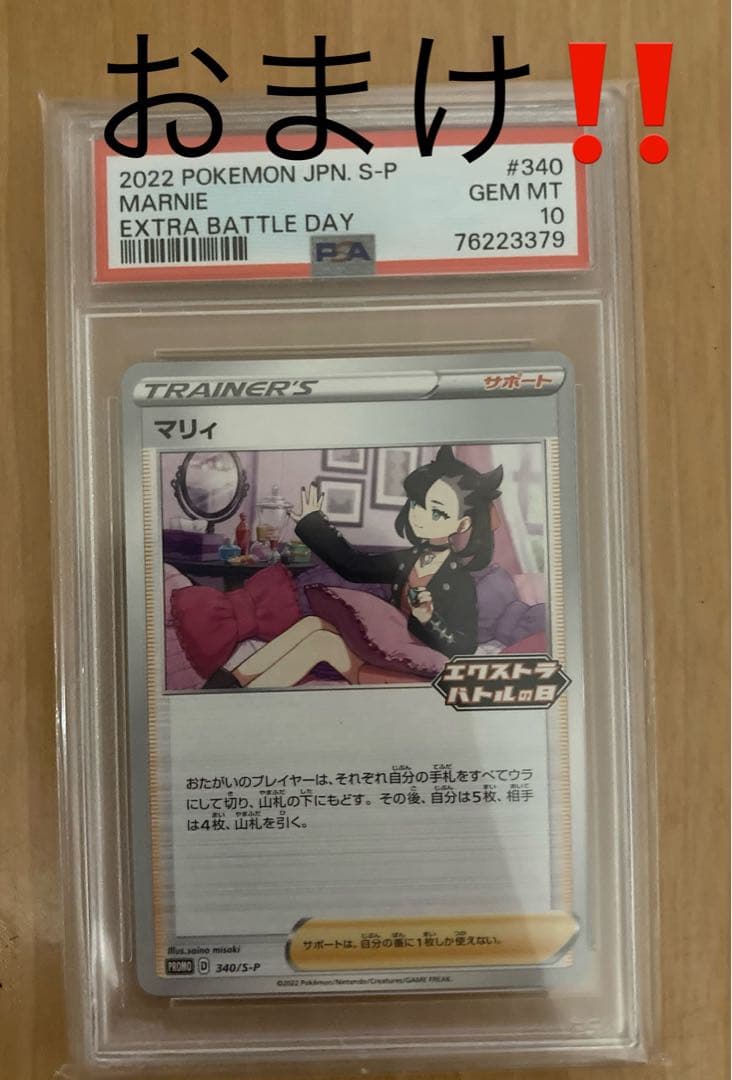 おまけ‼
2022 POKEMON JPN. S-P #340
MARNIE GEM MT
EXTRA BATTLE DAY 10
PSA 76223379
TRAINER'S サポート
マリィ
エクストラ
バトルの日
おたがいのプレイヤーは、それぞれ自分の手札をすべてウラ
にして切り、山札の下にもどす。その後、自分は5枚、相手
は4枚、山札を引く。
Illus.saino misaki
サポートは、自分の番に1枚しか使えない。
PROMO D 340/S-P
©2022 Pokémon/Nintendo/Creatures/GAME FREAK.